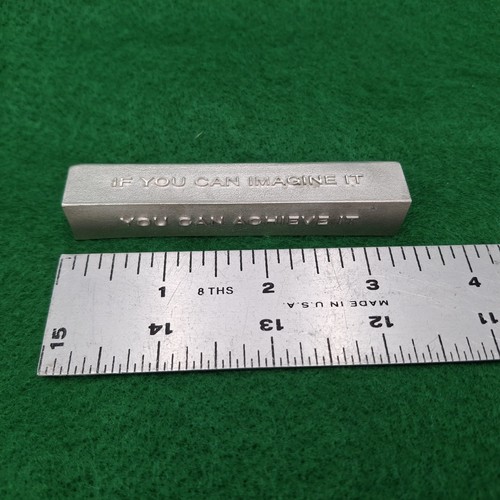 IF YOU CAN IMAGINE IT
YOU CAN ACHIEVE IT
1 8 THS 2 3 4
MADE IN U.S.A.
15 14 13 12 11